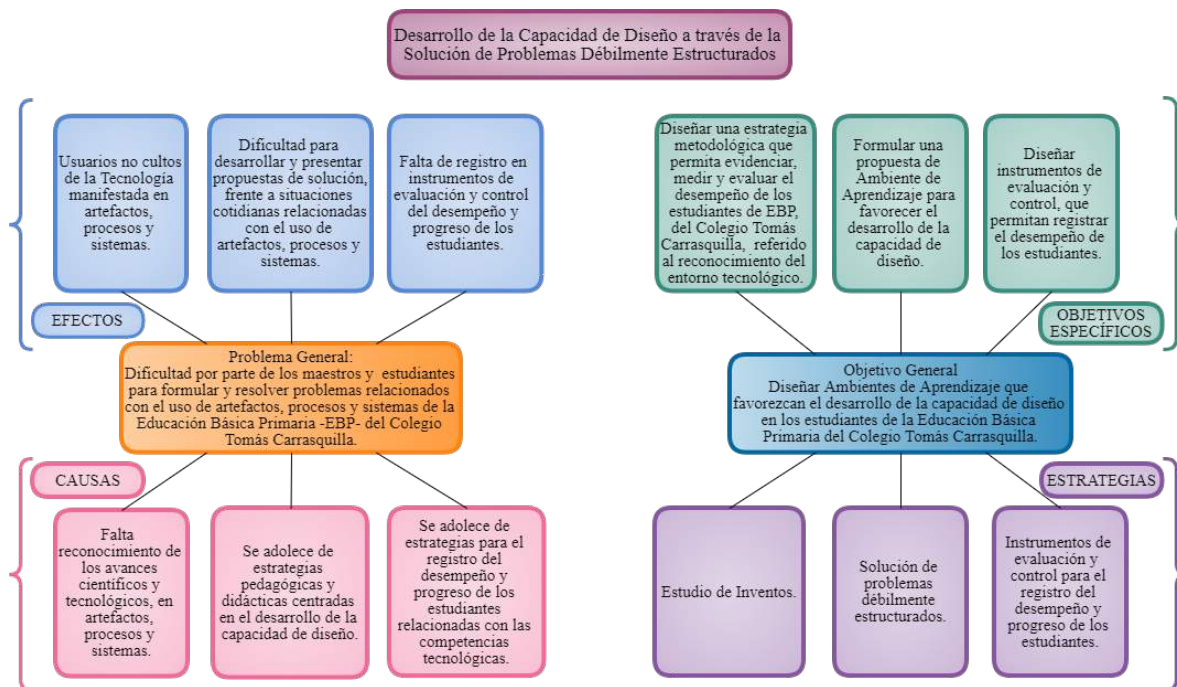 Desarrollo de la Capacidad de Diseño a través de la
Solución de Problemas Débilmente Estructurados
Usuarios no cultos
de la Tecnología
manifestada en
artefactos,
procesos
y sistemas.
Dificultad para
desarrollar y presentar
propuestas de solución,
frente a situaciones
cotidianas relacionadas
con el uso de
artefactos, procesos y
sistemas.
Falta de registro en
instrumentos de
evaluación y control
del desempeño y
progreso de los
estudiantes.
EFECTOS
Problema General:
Dificultad por parte de los maestros y estudiantes
para formular y resolver problemas relacionados
con el uso de artefactos, procesos y sistemas de la
Educación Básica Primaria -EBP- del Colegio
Tomás Carrasquilla.
CAUSAS
Falta
reconocimiento de
los avances
científicos y
tecnológicos, en
artefactos,
procesos y
sistemas.
Se adolece de
estrategias
pedagógicas y
didácticas centradas
en el desarrollo de la
capacidad de diseño.
Se adolece de
estrategias para el
registro del
desempeño y
progreso de los
estudiantes
relacionadas con las
competencias
tecnológicas.
Diseñar una estrategia
metodológica que
permita evidenciar,
medir y evaluar el
desempeño de los
estudiantes de EBP,
del Colegio Tomás
Carrasquilla, referido
al reconocimiento del
entorno tecnológico.
Formular una
propuesta de
Ambiente de
Aprendizaje para
favorecer el
desarrollo de la
capacidad de
diseño.
Diseñar
instrumentos de
evaluación y
control, que
permitan registrar
el desempeño de
los estudiantes.
OBJETIVOS
ESPECÍFICOS
Objetivo General
Diseñar Ambientes de Aprendizaje que
favorezcan el desarrollo de la capacidad de diseño
en los estudiantes de la Educación Básica
Primaria del Colegio Tomás Carrasquilla.
ESTRATEGIAS
Estudio de Inventos.
Solución de
problemas
débilmente
estructurados.
Instrumentos de
evaluación y
control para el
registro del
desempeño y
progreso de los
estudiantes.